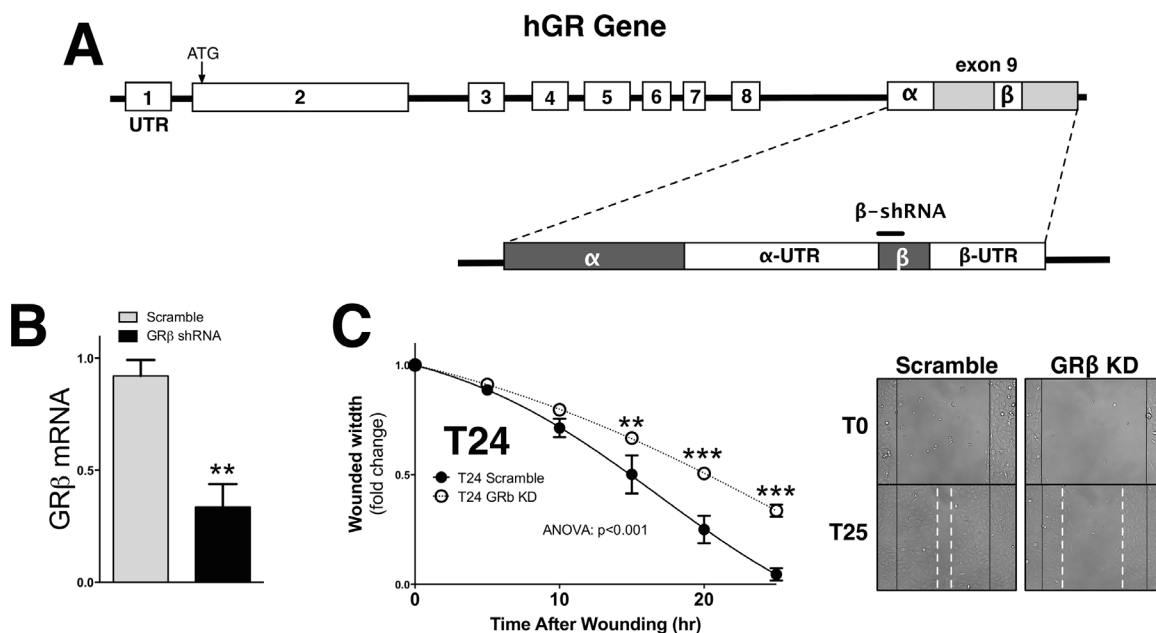 A
hGR Gene
ATG
exon 9
1 2 3 4 5 6 7 8 α β
UTR
β-shRNA
α α-UTR β β-UTR
B
Scramble
GRβ shRNA
1.0
0.5
0.0
GRβ mRNA
**
C
1.0
0.5
0.0
Wounded witdth
(fold change)
T24
T24 Scramble
T24 GRb KD
ANOVA: p<0.001
**
***
***
0 10 20
Time After Wounding (hr)
Scramble GRβ KD
T0
T25